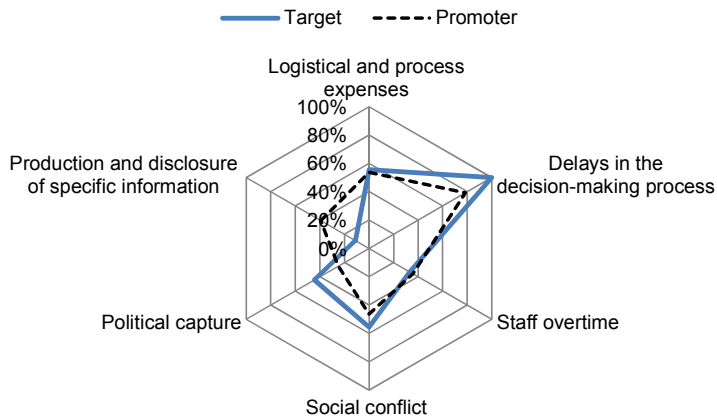 Target
Promoter
Logistical and process
expenses
100%
80%
60%
40%
20%
0%
Production and disclosure
of specific information
Delays in the
decision-making process
Political capture
Staff overtime
Social conflict